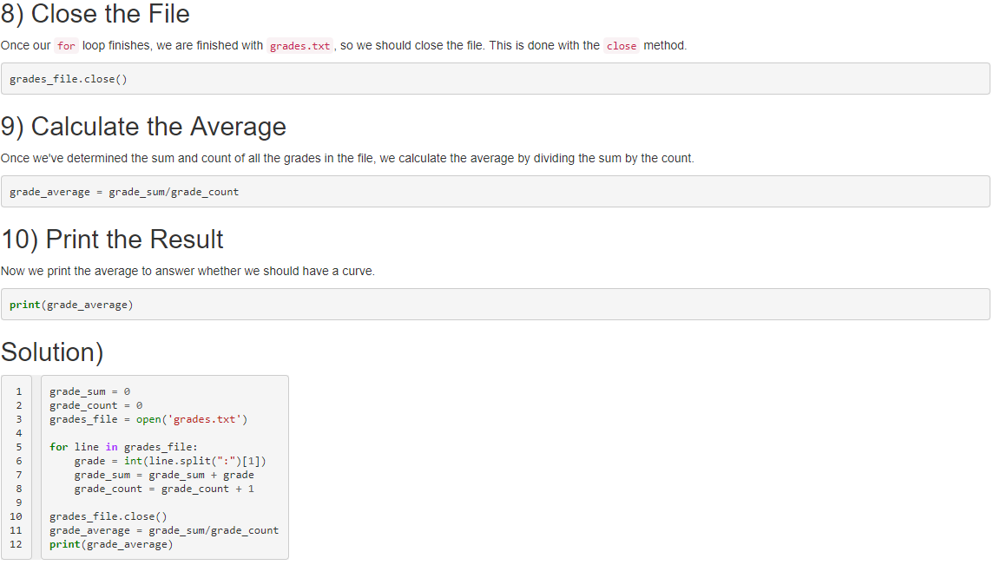 8) Close the File
Once our for loop finishes, we are finished with grades.txt , so we should close the file. This is done with the close method.
grades_file.close()
9) Calculate the Average
Once we've determined the sum and count of all the grades in the file, we calculate the average by dividing the sum by the count.
grade_average = grade_sum/grade_count
10) Print the Result
Now we print the average to answer whether we should have a curve.
print(grade_average)
Solution)
1 grade_sum = 0
2 grade_count = 0
3 grades_file = open('grades.txt')
4
5 for line in grades_file:
6     grade = int(line.split(":")[1])
7     grade_sum = grade_sum + grade
8     grade_count = grade_count + 1
9
10 grades_file.close()
11 grade_average = grade_sum/grade_count
12 print(grade_average)